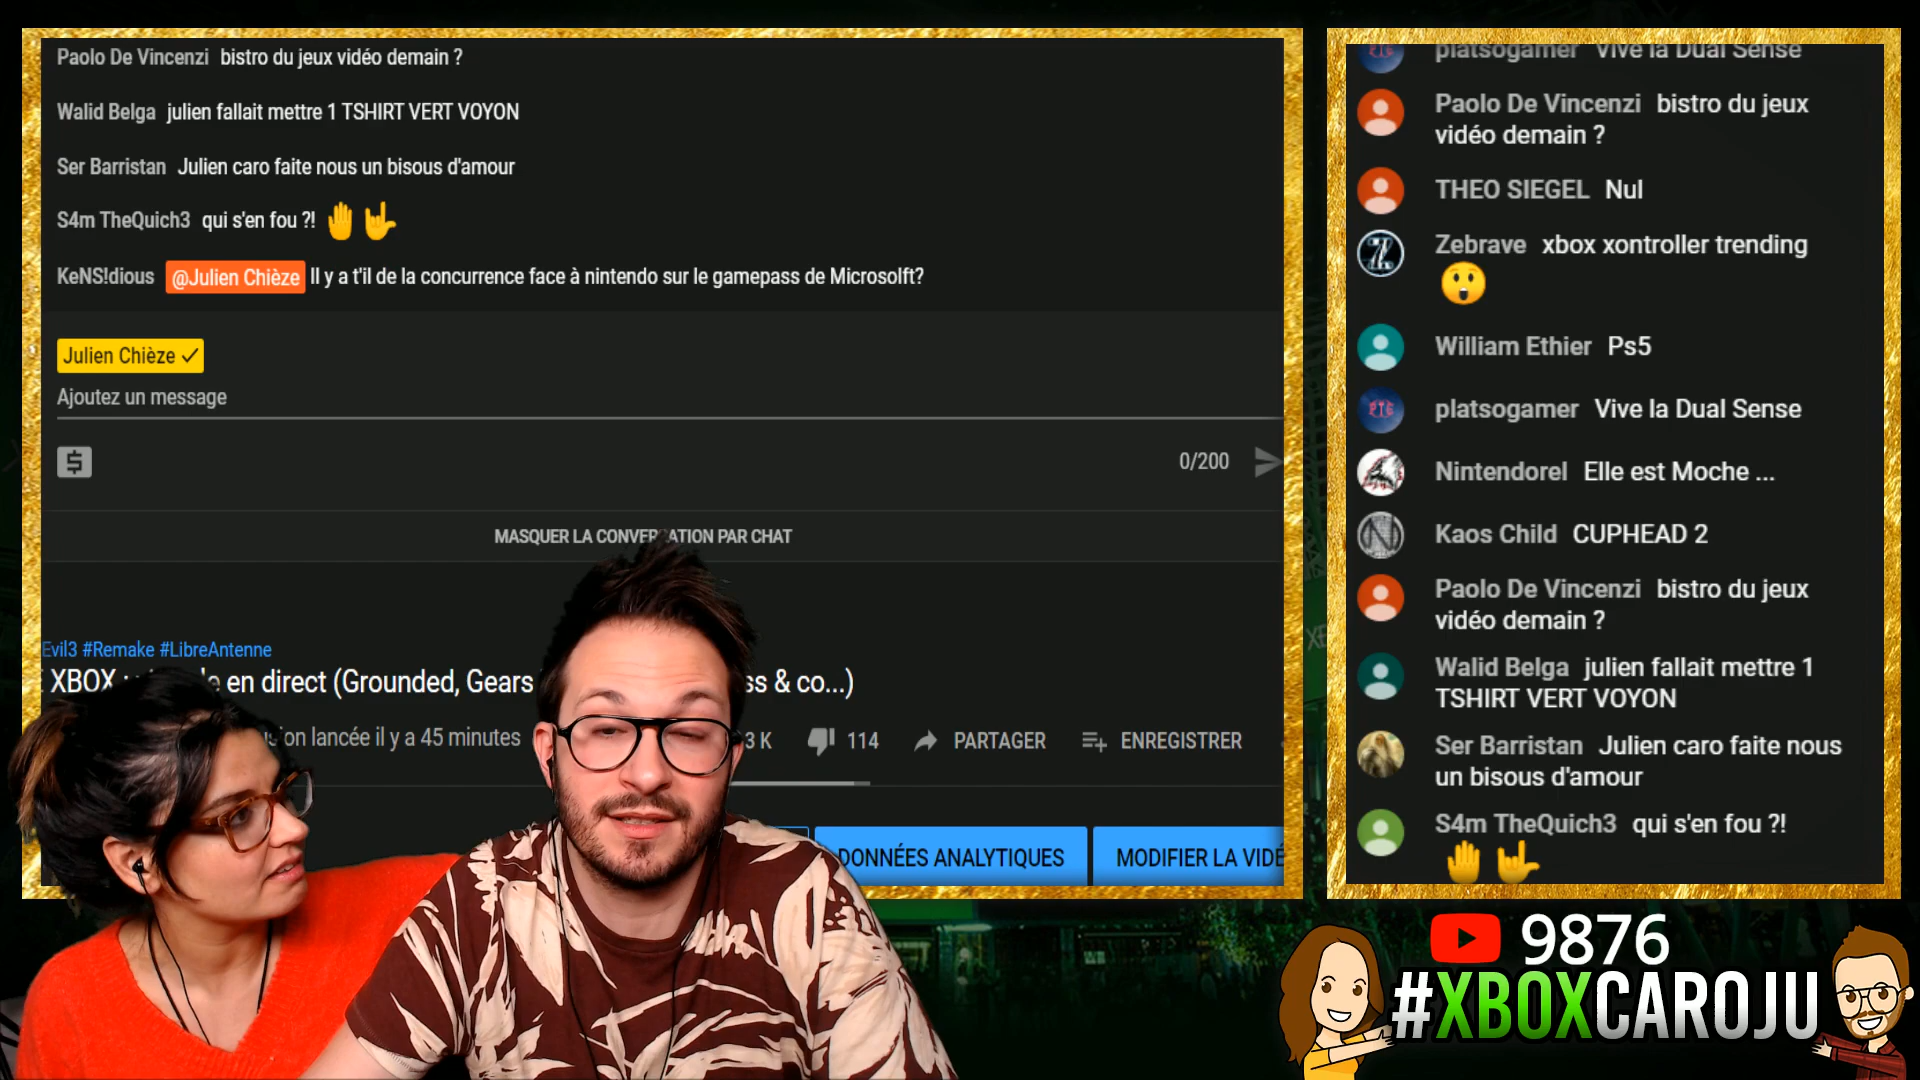 Paolo De Vincenzi bistro du jeux vidéo demain ?
Walid Belga julien fallait mettre 1 TSHIRT VERT VOYON
Ser Barristan Julien caro faite nous un bisous d'amour
S4m TheQuich3 qui s'en fou ?!
KeNS!dious @Julien Chièze Il y a t'il de la concurrence face à nintendo sur le gamepass de Microsolft?
Julien Chièze
Ajoutez un message
0/200
MASQUER LA CONVERSATION PAR CHAT
Evil3 #Remake #LibreAntenne
XBOX : en direct (Grounded, Gears & co...)
lancée il y a 45 minutes
3 K
114
PARTAGER
ENREGISTRER
DONNÉES ANALYTIQUES
MODIFIER LA VIDÉ
platsogamer Vive la Dual Sense
Paolo De Vincenzi bistro du jeux
vidéo demain ?
THEO SIEGEL Nul
Zebrave xbox xontroller trending
William Ethier Ps5
platsogamer Vive la Dual Sense
Nintendorel Elle est Moche ...
Kaos Child CUPHEAD 2
Paolo De Vincenzi bistro du jeux
vidéo demain ?
Walid Belga julien fallait mettre 1
TSHIRT VERT VOYON
Ser Barristan Julien caro faite nous
un bisous d'amour
S4m TheQuich3 qui s'en fou ?!
9876
#XBOXCAROJU